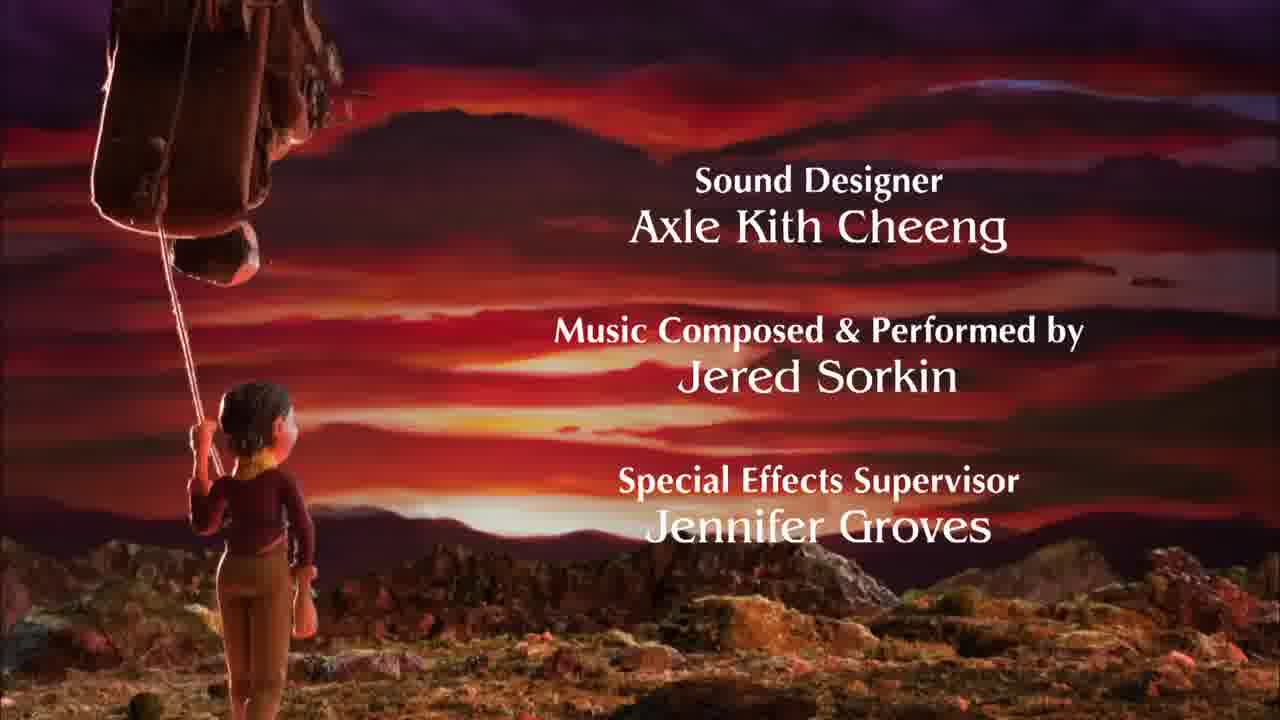 Sound Designer
Axle Kith Cheeng
Music Composed & Performed by
Jered Sorkin
Special Effects Supervisor
Jennifer Groves